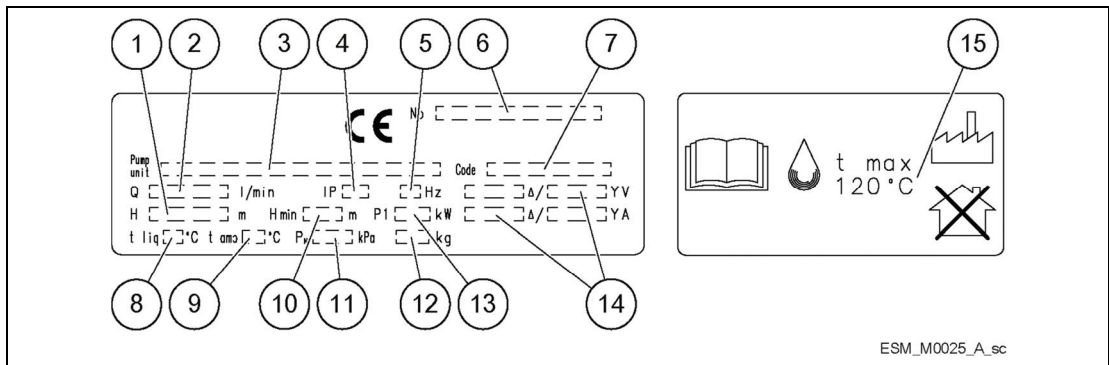 1 2 3 4 5 6 7 15
CE No
Pump unit Code
Q l/min IP Hz Δ/ YV
H m Hmin m P1 kW Δ/ YA
t liq °C t amb °C kPa kg
t max
120°C
8 9 10 11 12 13 14
ESM_M0025_A_sc